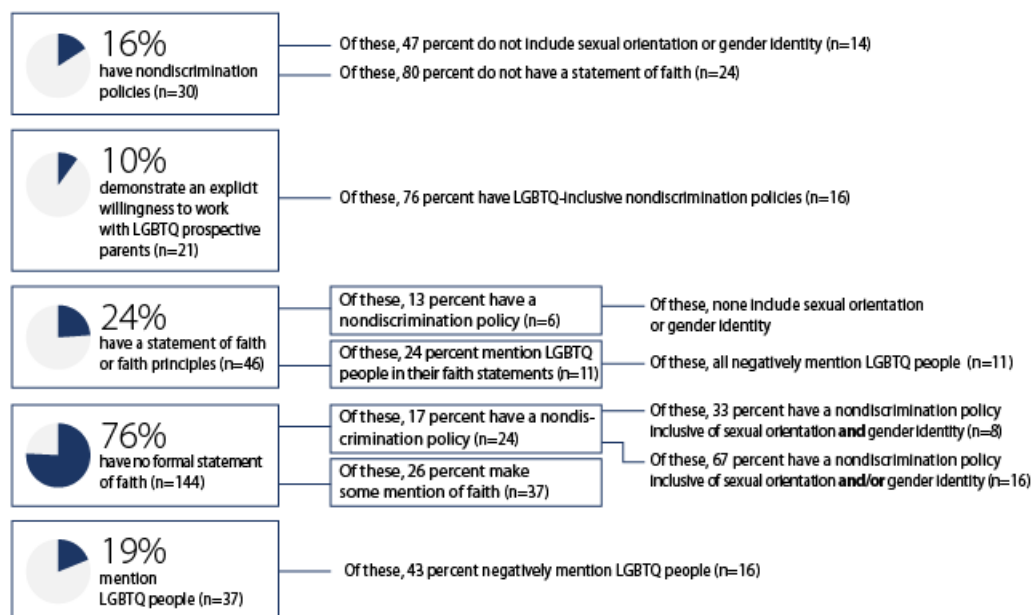 16%
have nondiscrimination
policies (n=30)
Of these, 47 percent do not include sexual orientation or gender identity (n=14)
Of these, 80 percent do not have a statement of faith (n=24)
10%
demonstrate an explicit
willingness to work
with LGBTQ prospective
parents (n=21)
Of these, 76 percent have LGBTQ-inclusive nondiscrimination policies (n=16)
24%
have a statement of faith
or faith principles (n=46)
Of these, 13 percent have a
nondiscrimination policy (n=6)
Of these, none include sexual orientation
or gender identity
Of these, 24 percent mention LGBTQ
people in their faith statements (n=11)
Of these, all negatively mention LGBTQ people (n=11)
76%
have no formal statement
of faith (n=144)
Of these, 17 percent have a nondis-
crimination policy (n=24)
Of these, 33 percent have a nondiscrimination policy
inclusive of sexual orientation and gender identity (n=8)
Of these, 67 percent have a nondiscrimination policy
inclusive of sexual orientation and/or gender identity (n=16)
Of these, 26 percent make
some mention of faith (n=37)
19%
mention
LGBTQ people (n=37)
Of these, 43 percent negatively mention LGBTQ people (n=16)